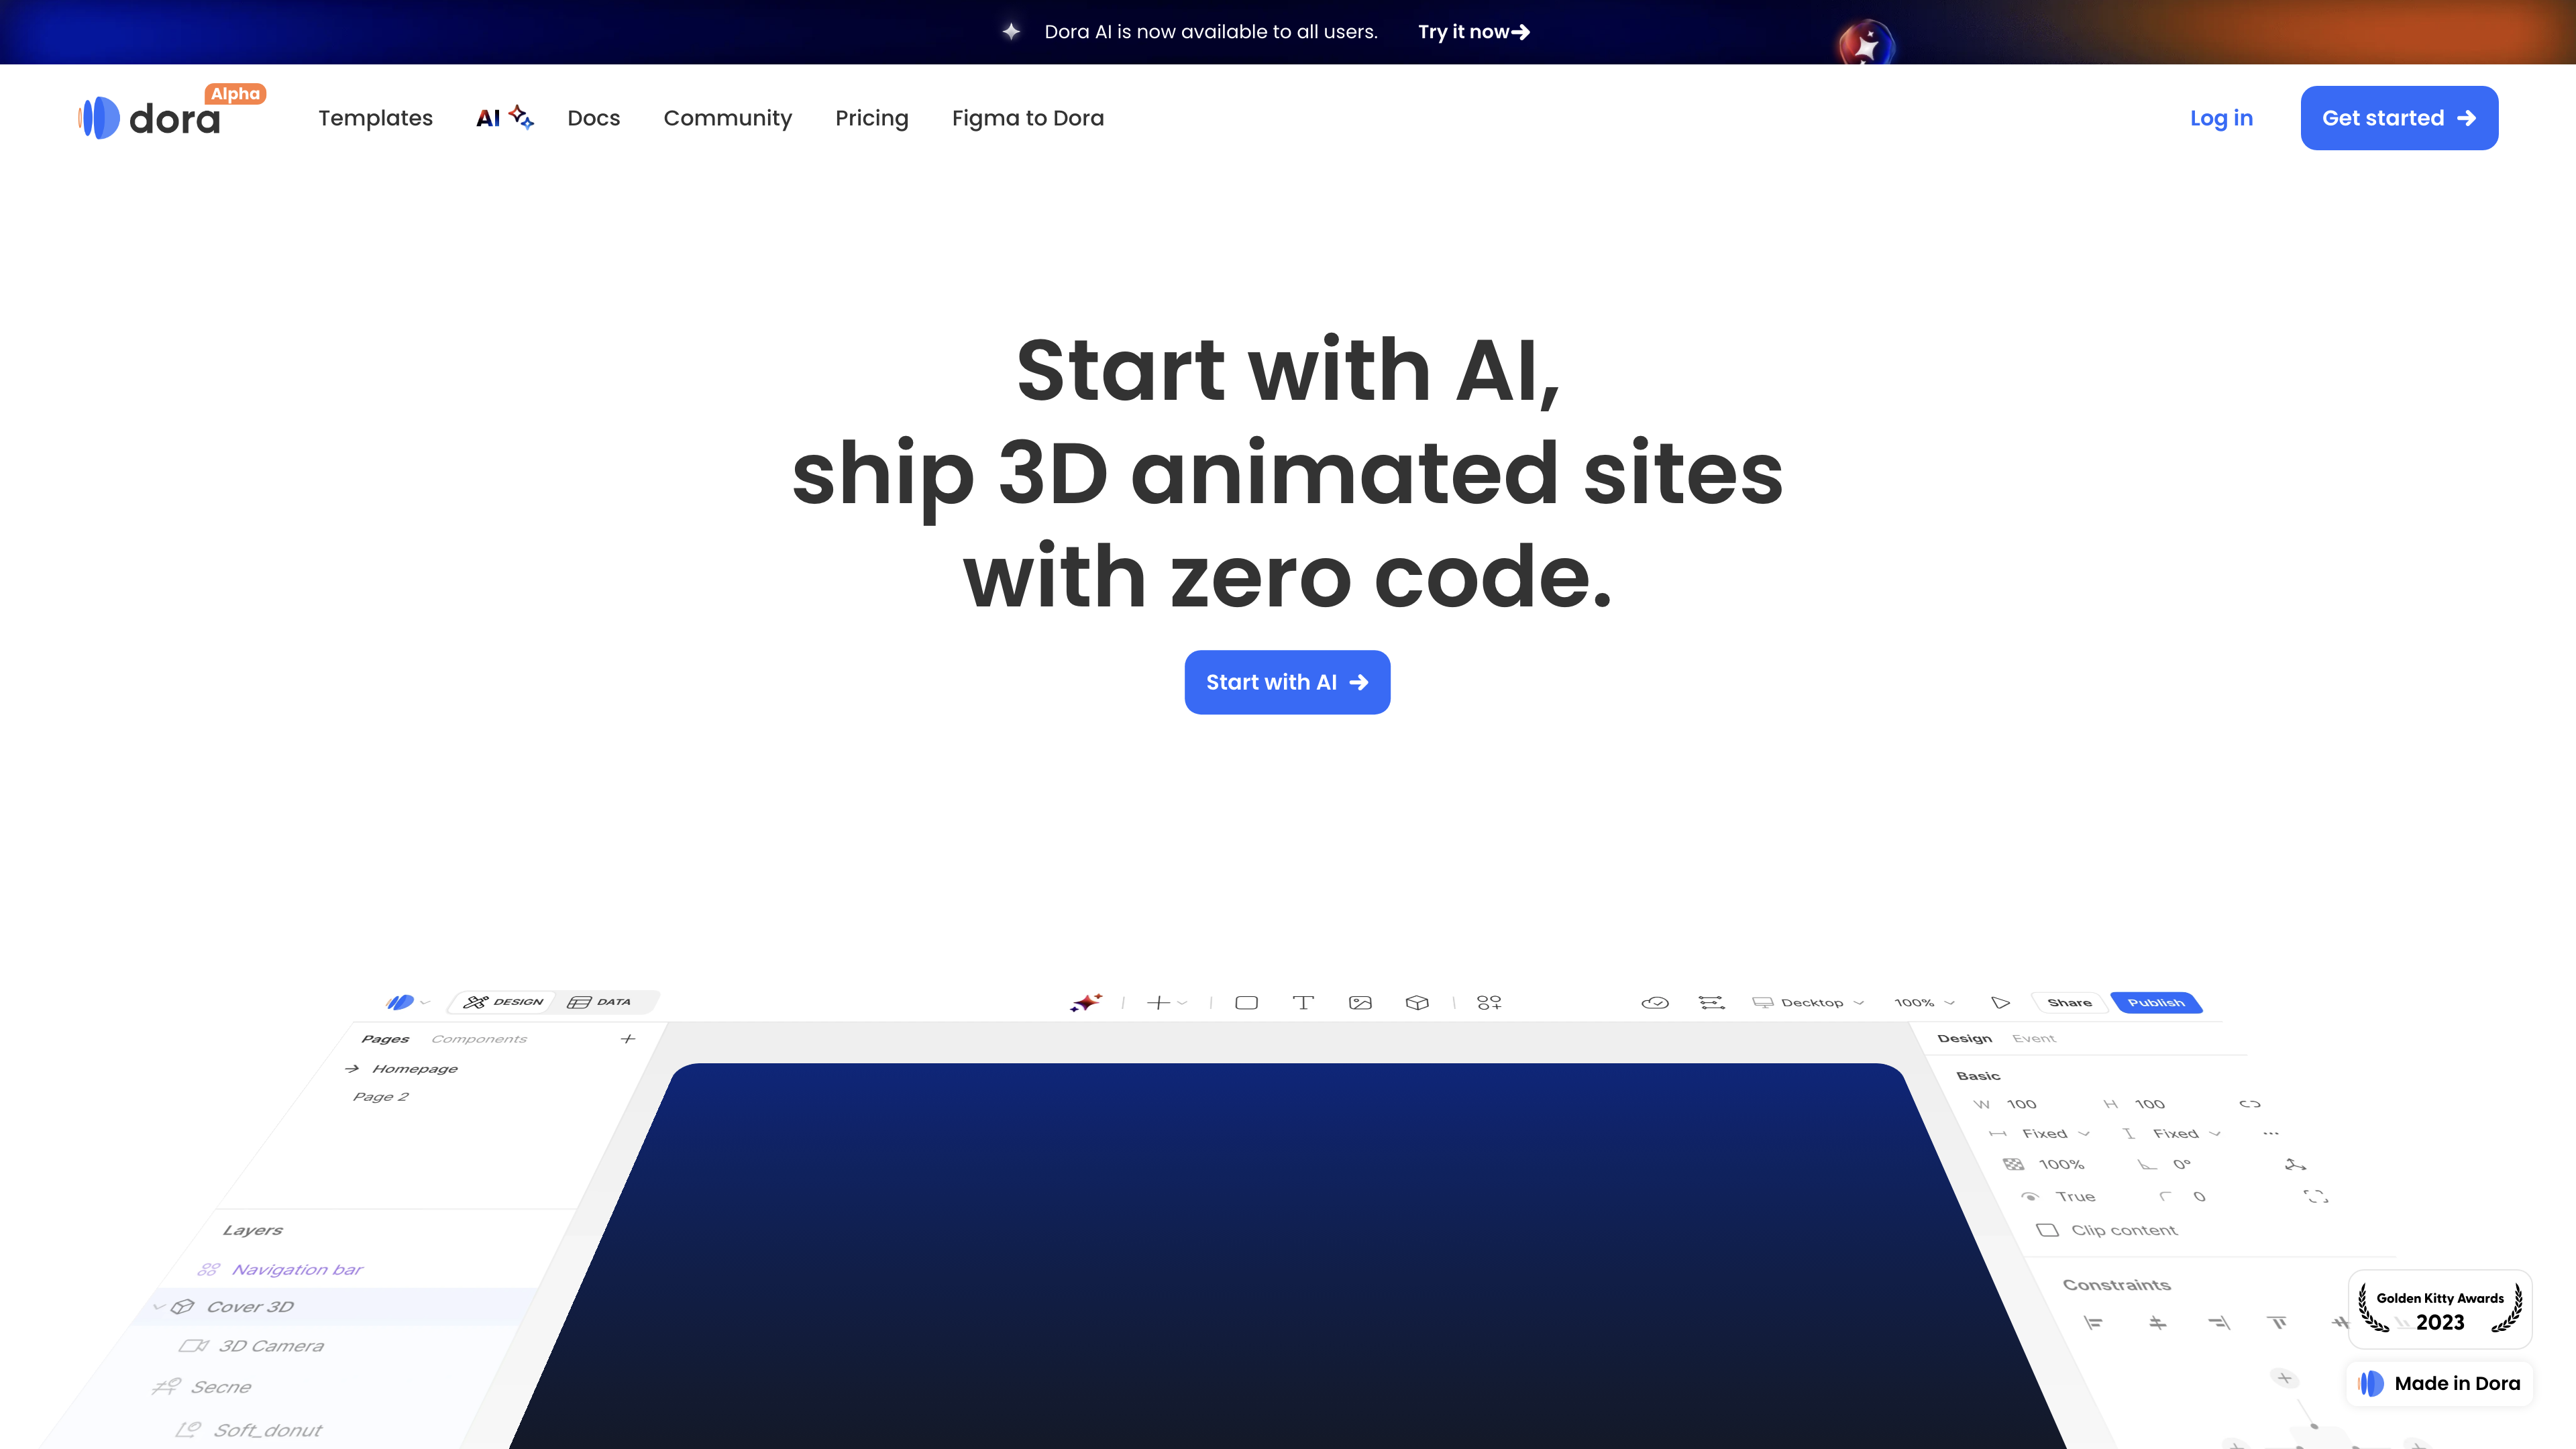 Dora AI is now available to all users. Try it now
dora Alpha
Templates AI Docs Community Pricing Figma to Dora Log in Get started
Start with AI,
ship 3D animated sites
with zero code.
Start with AI
DESIGN DATA Decktop 100% Share Publish
Pages Components
Homepage
Page 2
Layers
Navigation bar
Cover 3D
3D Camera
Secne
Soft_donut
Design Event
Basic
W 100 H 100
Fixed Fixed
100% 0°
True 0
Clip content
Constraints
Golden Kitty Awards
2023
Made in Dora